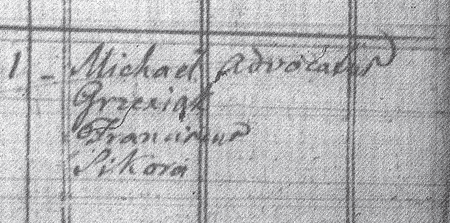 1 - Michael Advocatus
Grzesiak
Franciscus
Sikora